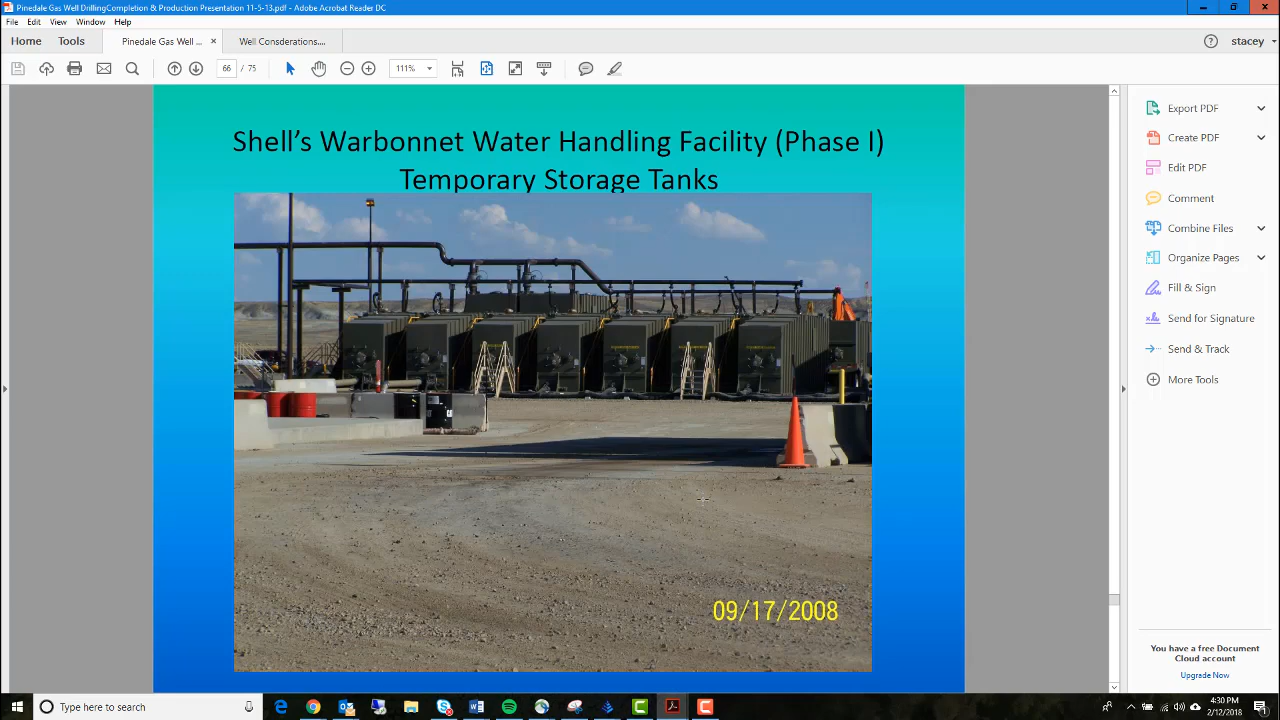 Pinedale Gas Well DrillingCompletion & Production Presentation 11-5-13.pdf - Adobe Acrobat Reader DC
File Edit View Window Help
Home Tools Pinedale Gas Well ... × Well Consderations.... stacey
66 / 75 111%
Shell's Warbonnet Water Handling Facility (Phase I)
Temporary Storage Tanks
09/17/2008
Export PDF
Create PDF
Edit PDF
Comment
Combine Files
Organize Pages
Fill & Sign
Send for Signature
Send & Track
More Tools
You have a free Document
Cloud account
Upgrade Now
Type here to search
4:30 PM
2/12/2018